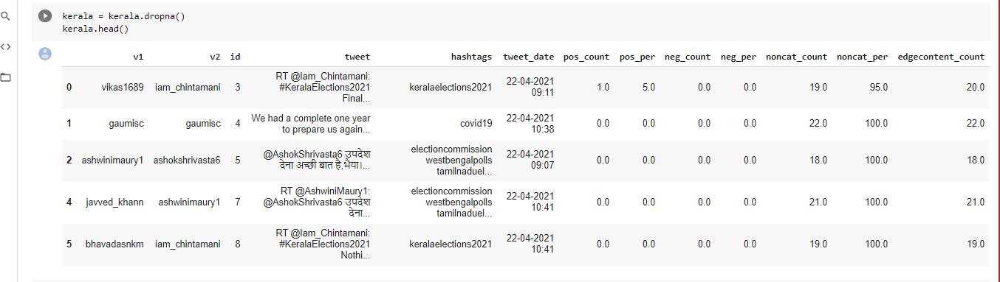 kerala = kerala.dropna()
kerala.head()
v1 v2 id tweet hashtags tweet_date pos_count pos_per neg_count neg_per noncat_count noncat_per edgecontent_count
0 vikas1689 iam_chintamani 3 RT @Iam_Chintamani: #KeralaElections2021 Final... keralaelections2021 22-04-2021 09:11 1.0 5.0 0.0 0.0 19.0 95.0 20.0
1 gaumisc gaumisc 4 We had a complete one year to prepare us again... covid19 22-04-2021 10:38 0.0 0.0 0.0 0.0 22.0 100.0 22.0
2 ashwinimaury1 ashokshrivasta6 5 @AshokShrivasta6 उपदेश देना अच्छी बात है,भैया।... electioncommission westbengalpolls tamilnaduel... 22-04-2021 09:07 0.0 0.0 0.0 0.0 18.0 100.0 18.0
4 javved_khann ashwinimaury1 7 RT @AshwiniMaury1: @AshokShrivasta6 उपदेश देना... electioncommission westbengalpolls tamilnaduel... 22-04-2021 10:41 0.0 0.0 0.0 0.0 21.0 100.0 21.0
5 bhavadasnkm iam_chintamani 8 RT @Iam_Chintamani: #KeralaElections2021 Nothi... keralaelections2021 22-04-2021 10:41 0.0 0.0 0.0 0.0 19.0 100.0 19.0